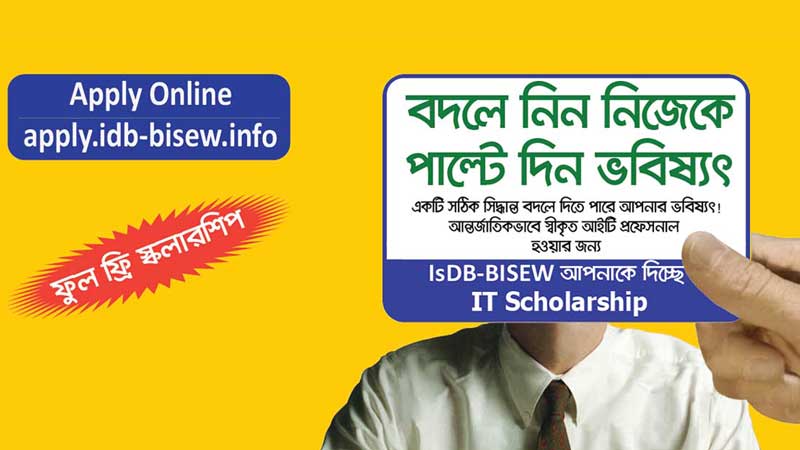 Apply Online
apply.idb-bisew.info
ফুল ফ্রি স্কলারশিপ
বদলে নিন নিজেকে
পাল্টে দিন ভবিষ্যৎ
একটি সঠিক সিদ্ধান্ত বদলে দিতে পারে আপনার ভবিষ্যৎ!
আন্তর্জাতিকভাবে স্বীকৃত আইটি প্রফেসনাল
হওয়ার জন্য
IsDB-BISEW আপনাকে দিচ্ছে
IT Scholarship